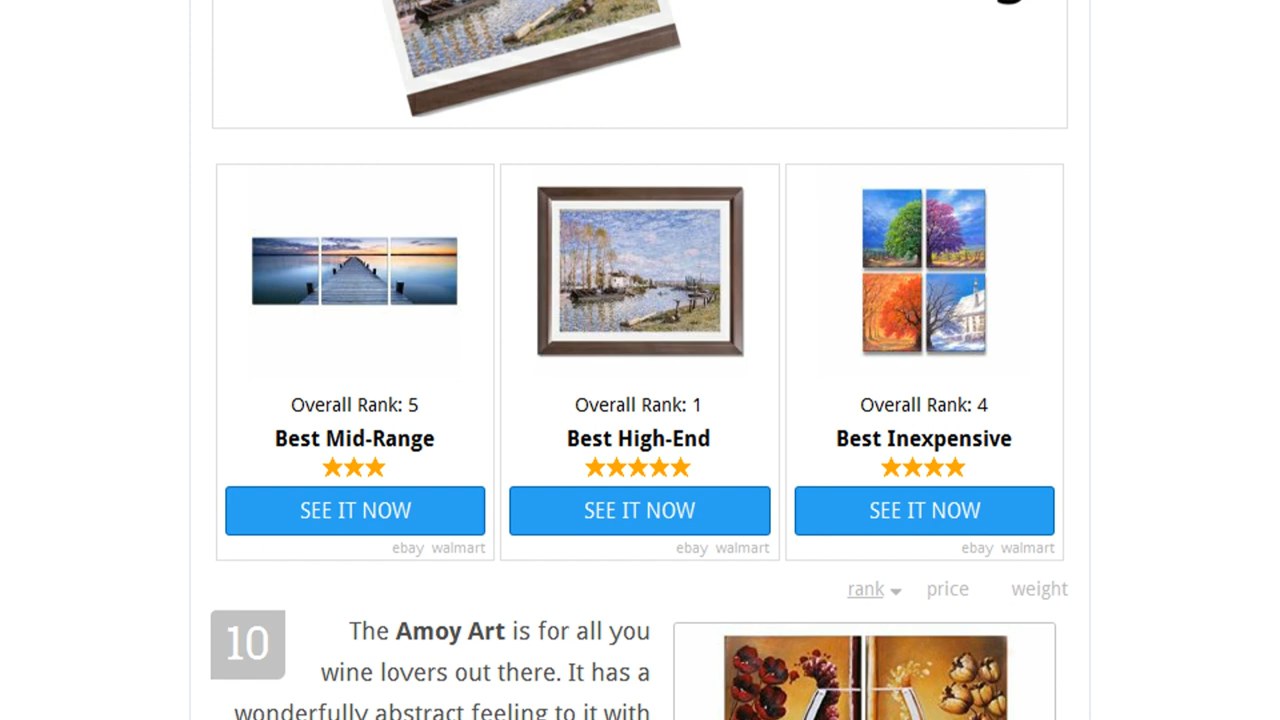 Overall Rank: 5
Best Mid-Range
SEE IT NOW
ebay walmart
Overall Rank: 1
Best High-End
SEE IT NOW
ebay walmart
Overall Rank: 4
Best Inexpensive
SEE IT NOW
ebay walmart
rank price weight
10
The Amoy Art is for all you
wine lovers out there. It has a
wonderfully abstract feeling to it with